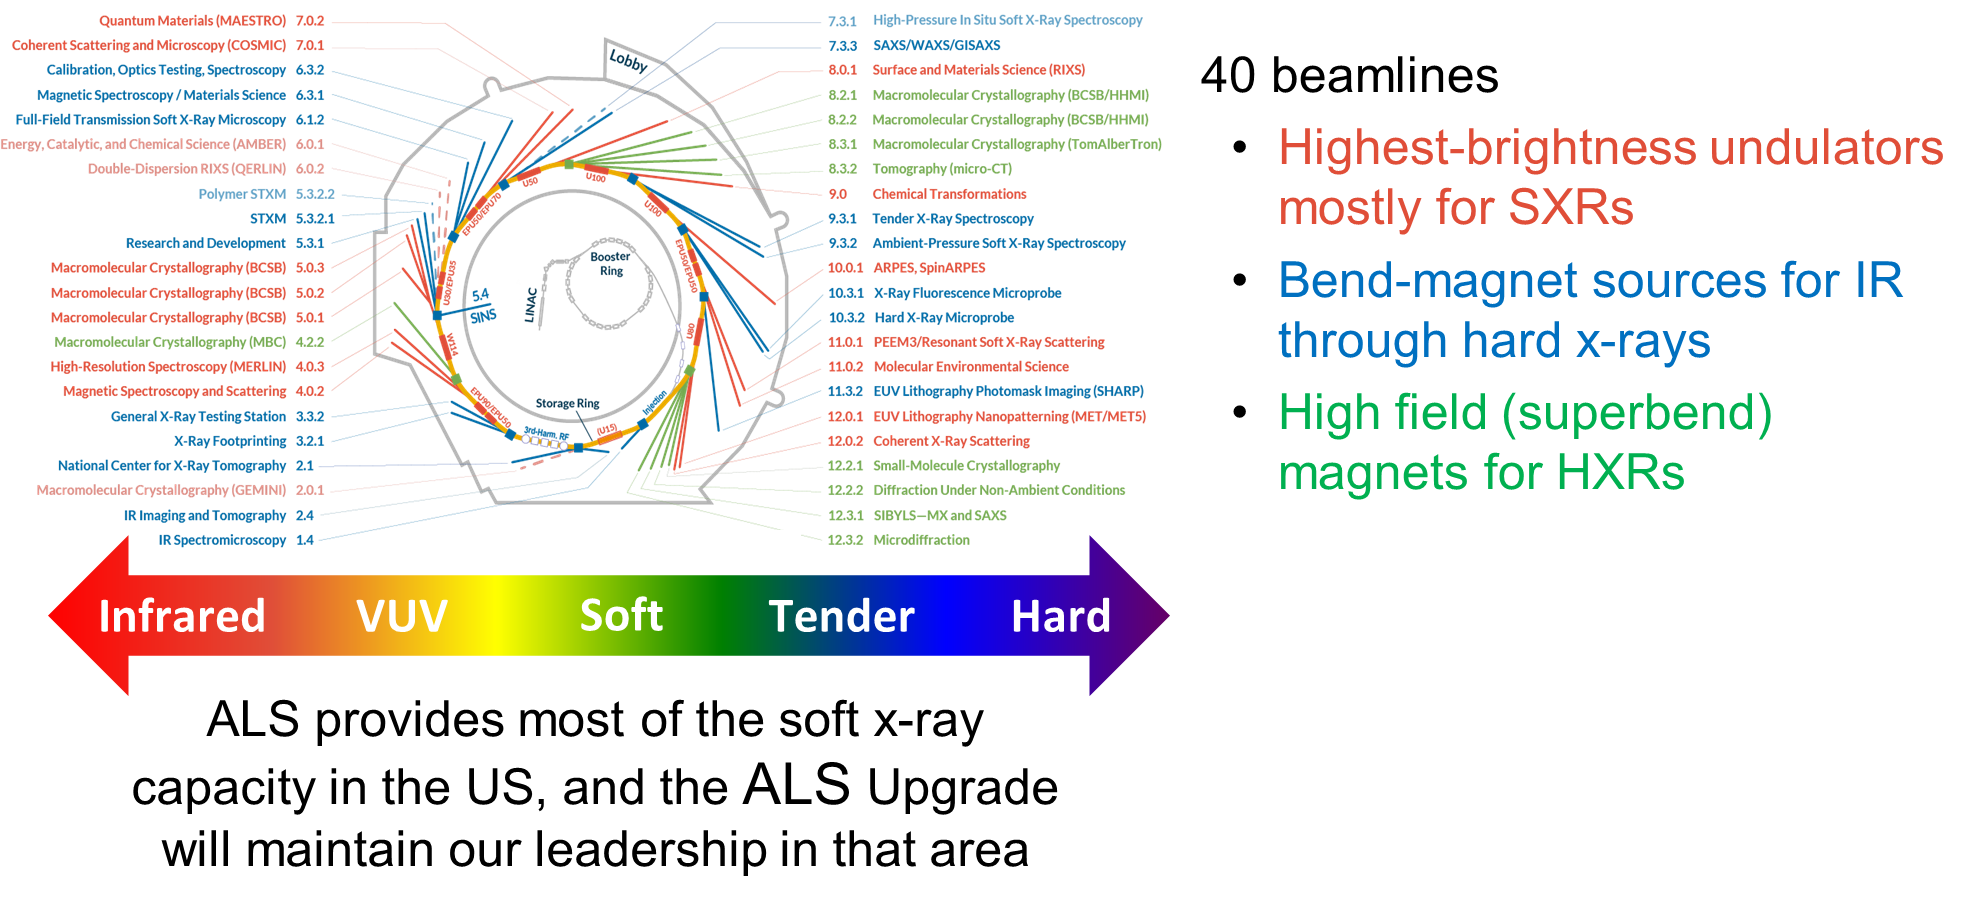 Quantum Materials (MAESTRO) 7.0.2
Coherent Scattering and Microscopy (COSMIC) 7.0.1
Calibration, Optics Testing, Spectroscopy 6.3.2
Magnetic Spectroscopy / Materials Science 6.3.1
Full-Field Transmission Soft X-Ray Microscopy 6.1.2
Energy, Catalytic, and Chemical Science (AMBER) 6.0.1
Double-Dispersion RIXS (QERLIN) 6.0.2
Polymer STXM 5.3.2.2
STXM 5.3.2.1
Research and Development 5.3.1
Macromolecular Crystallography (BCSB) 5.0.3
Macromolecular Crystallography (BCSB) 5.0.2
Macromolecular Crystallography (BCSB) 5.0.1
Macromolecular Crystallography (MBC) 4.2.2
High-Resolution Spectroscopy (MERLIN) 4.0.3
Magnetic Spectroscopy and Scattering 4.0.2
General X-Ray Testing Station 3.3.2
X-Ray Footprinting 3.2.1
National Center for X-Ray Tomography 2.1
Macromolecular Crystallography (GEMINI) 2.0.1
IR Imaging and Tomography 2.4
IR Spectromicroscopy 1.4
Lobby
U50
U100
U100
EPU50/EPU70
EPU50/EPU50
U30/EPU35
U80
W114
EPU90/EPU50
5.4
SINS
Booster
Ring
LINAC
Storage Ring
Injection
3rd-Harm. RF
(U15)
7.3.1 High-Pressure In Situ Soft X-Ray Spectroscopy
7.3.3 SAXS/WAXS/GISAXS
8.0.1 Surface and Materials Science (RIXS)
8.2.1 Macromolecular Crystallography (BCSB/HHMI)
8.2.2 Macromolecular Crystallography (BCSB/HHMI)
8.3.1 Macromolecular Crystallography (TomAlberTron)
8.3.2 Tomography (micro-CT)
9.0 Chemical Transformations
9.3.1 Tender X-Ray Spectroscopy
9.3.2 Ambient-Pressure Soft X-Ray Spectroscopy
10.0.1 ARPES, SpinARPES
10.3.1 X-Ray Fluorescence Microprobe
10.3.2 Hard X-Ray Microprobe
11.0.1 PEEM3/Resonant Soft X-Ray Scattering
11.0.2 Molecular Environmental Science
11.3.2 EUV Lithography Photomask Imaging (SHARP)
12.0.1 EUV Lithography Nanopatterning (MET/MET5)
12.0.2 Coherent X-Ray Scattering
12.2.1 Small-Molecule Crystallography
12.2.2 Diffraction Under Non-Ambient Conditions
12.3.1 SIBYLS—MX and SAXS
12.3.2 Microdiffraction
Infrared VUV Soft Tender Hard
ALS provides most of the soft x-ray
capacity in the US, and the ALS Upgrade
will maintain our leadership in that area
40 beamlines
• Highest-brightness undulators
mostly for SXRs
• Bend-magnet sources for IR
through hard x-rays
• High field (superbend)
magnets for HXRs